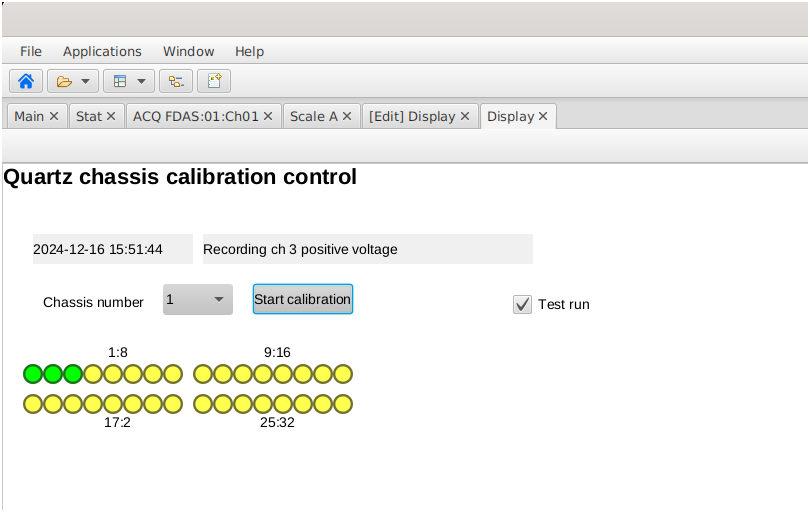 File Applications Window Help
Main Stat ACQ FDAS:01:Ch01 Scale A [Edit] Display Display
Quartz chassis calibration control
2024-12-16 15:51:44 Recording ch 3 positive voltage
Chassis number 1 Start calibration Test run
1:8 9:16
17:2 25:32